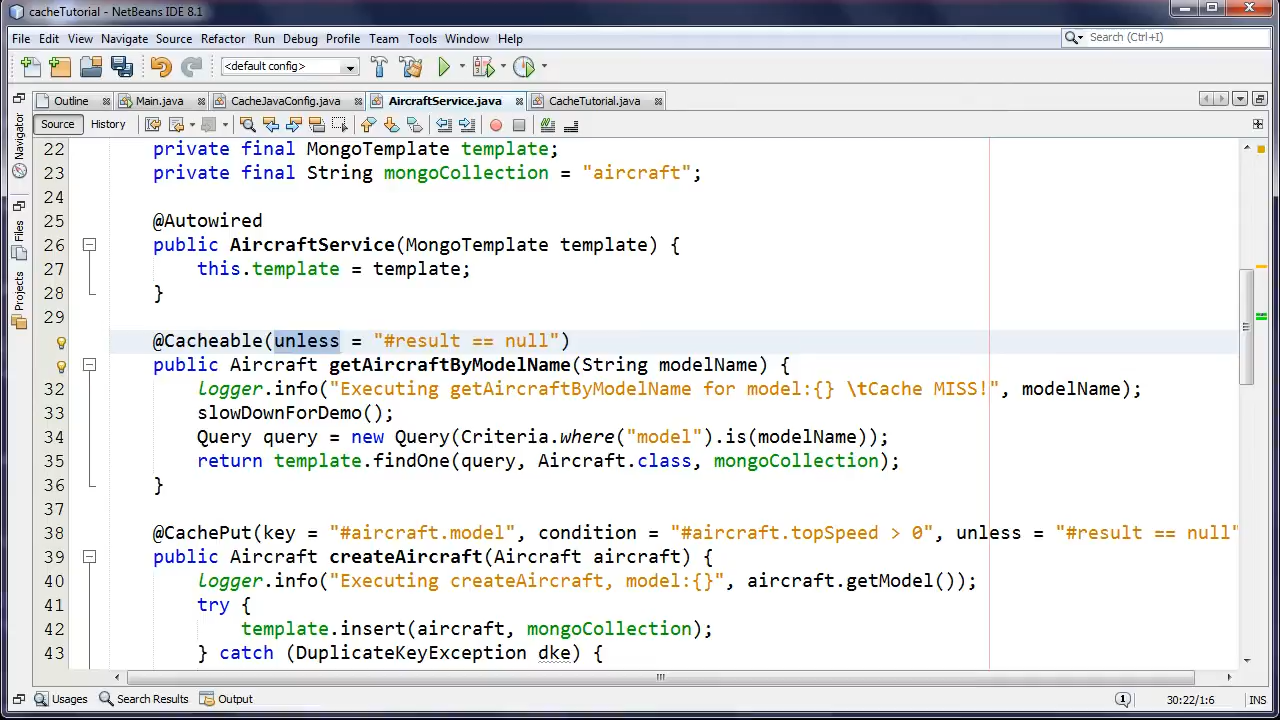 cacheTutorial - NetBeans IDE 8.1
File Edit View Navigate Source Refactor Run Debug Profile Team Tools Window Help
Search (Ctrl+I)
<default config>
Outline Main.java CacheJavaConfig.java AircraftService.java CacheTutorial.java
Source History
Navigator
Files
Projects
22 private final MongoTemplate template;
23 private final String mongoCollection = "aircraft";
24
25 @Autowired
26 public AircraftService(MongoTemplate template) {
27 this.template = template;
28 }
29
@Cacheable(unless = "#result == null")
public Aircraft getAircraftByModelName(String modelName) {
32 logger.info("Executing getAircraftByModelName for model:{} \tCache MISS!", modelName);
33 slowDownForDemo();
34 Query query = new Query(Criteria.where("model").is(modelName));
35 return template.findOne(query, Aircraft.class, mongoCollection);
36 }
37
38 @CachePut(key = "#aircraft.model", condition = "#aircraft.topSpeed > 0", unless = "#result == null"
39 public Aircraft createAircraft(Aircraft aircraft) {
40 logger.info("Executing createAircraft, model:{}", aircraft.getModel());
41 try {
42 template.insert(aircraft, mongoCollection);
43 } catch (DuplicateKeyException dke) {
Usages Search Results Output
1 30:22/1:6 INS